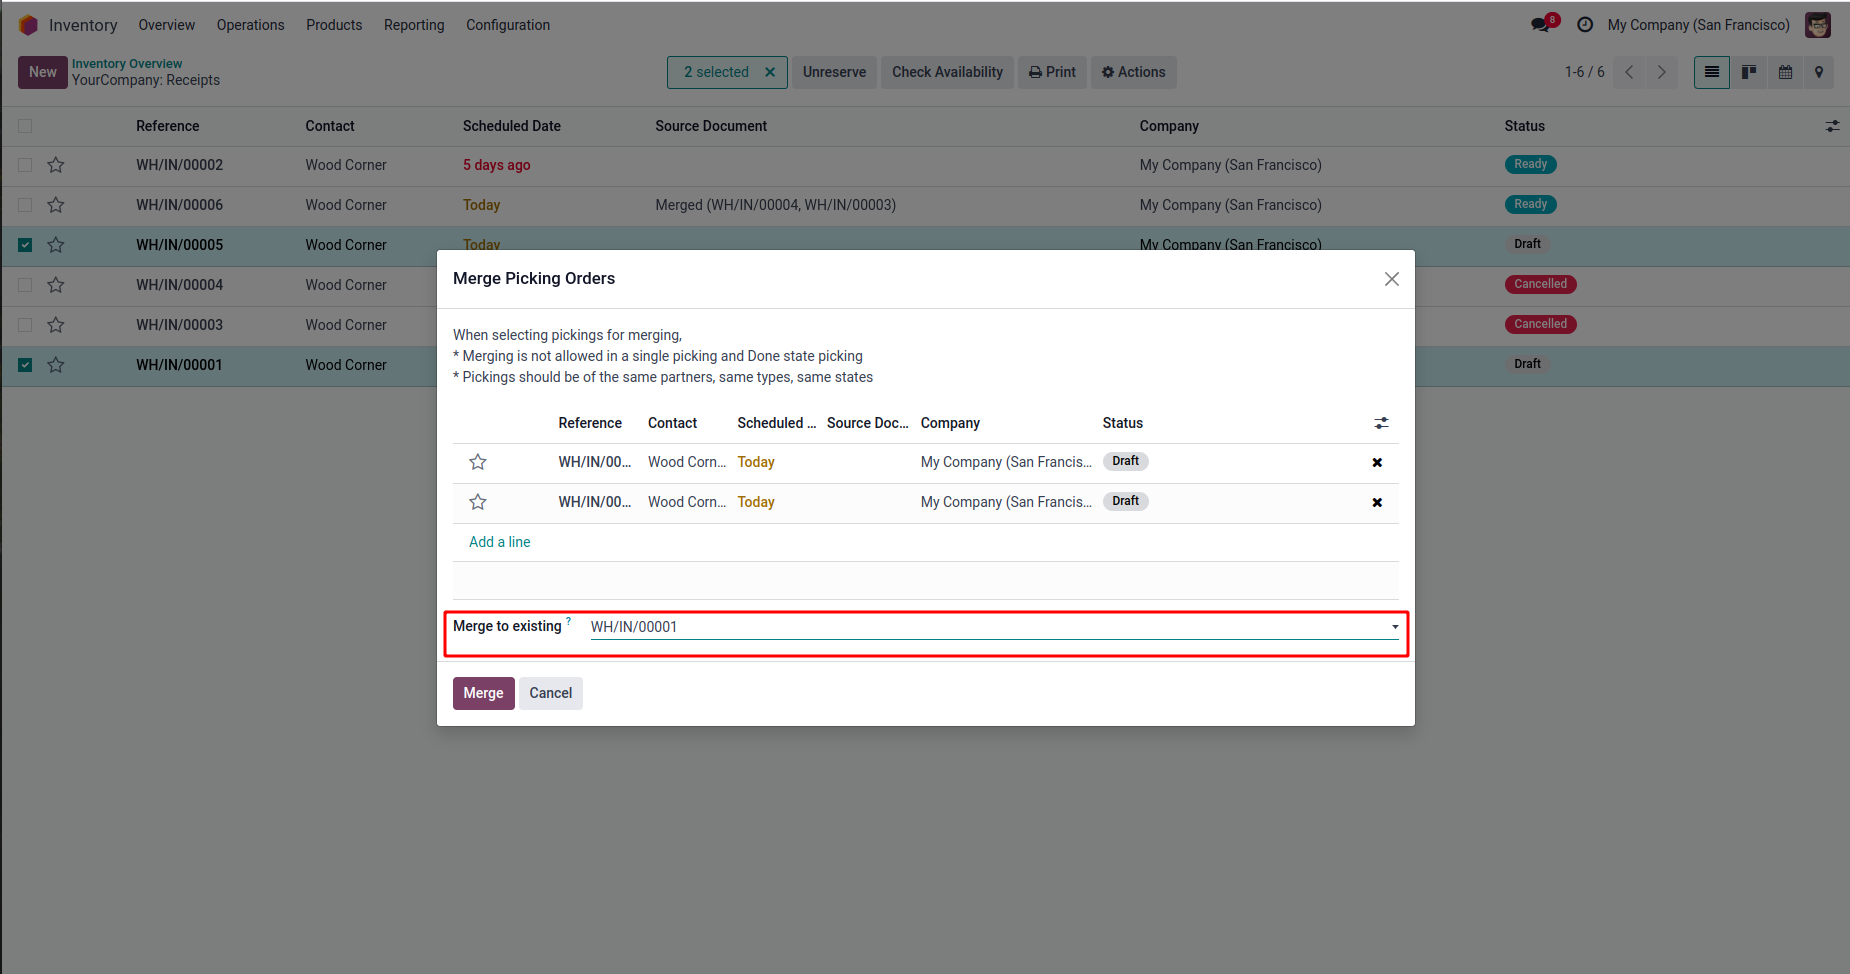 Inventory Overview Operations Products Reporting Configuration 8 My Company (San Francisco)
New Inventory Overview
YourCompany: Receipts
2 selected × Unreserve Check Availability Print Actions 1-6 / 6
Reference Contact Scheduled Date Source Document Company Status
WH/IN/00002 Wood Corner 5 days ago My Company (San Francisco) Ready
WH/IN/00006 Wood Corner Today Merged (WH/IN/00004, WH/IN/00003) My Company (San Francisco) Ready
WH/IN/00005 Wood Corner Today My Company (San Francisco) Draft
WH/IN/00004 Wood Corner Cancelled
WH/IN/00003 Wood Corner Cancelled
WH/IN/00001 Wood Corner Draft
Merge Picking Orders
When selecting pickings for merging,
* Merging is not allowed in a single picking and Done state picking
* Pickings should be of the same partners, same types, same states
Reference Contact Scheduled ... Source Doc... Company Status
WH/IN/00... Wood Corn... Today My Company (San Francis... Draft
WH/IN/00... Wood Corn... Today My Company (San Francis... Draft
Add a line
Merge to existing ? WH/IN/00001
Merge Cancel